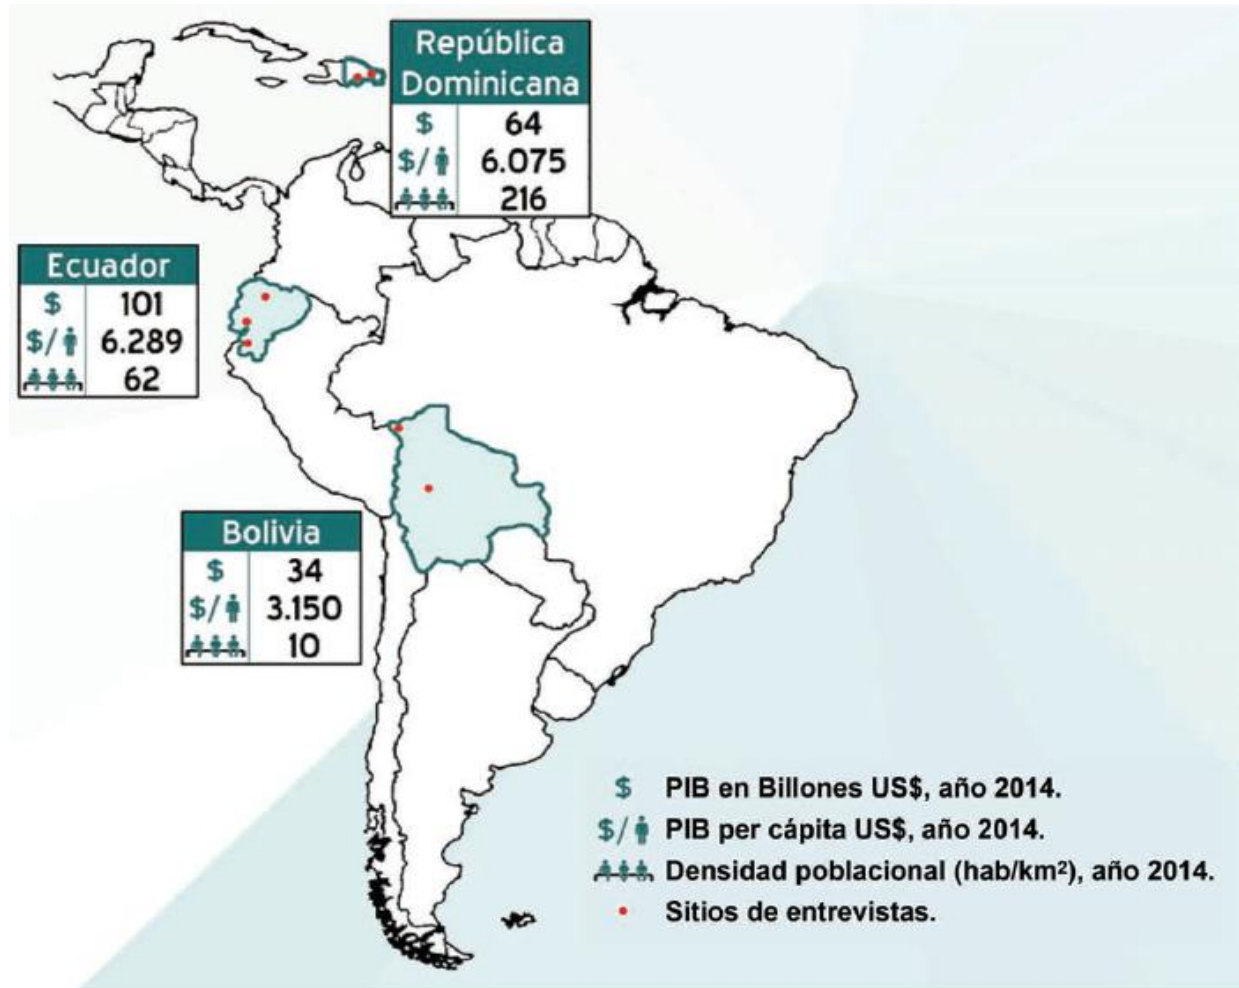 República
Dominicana
$ 64
$/ 6.075
216
Ecuador
$ 101
$/ 6.289
62
Bolivia
$ 34
$/ 3.150
10
$ PIB en Billones US$, año 2014.
$/ PIB per cápita US$, año 2014.
Densidad poblacional (hab/km²), año 2014.
Sitios de entrevistas.